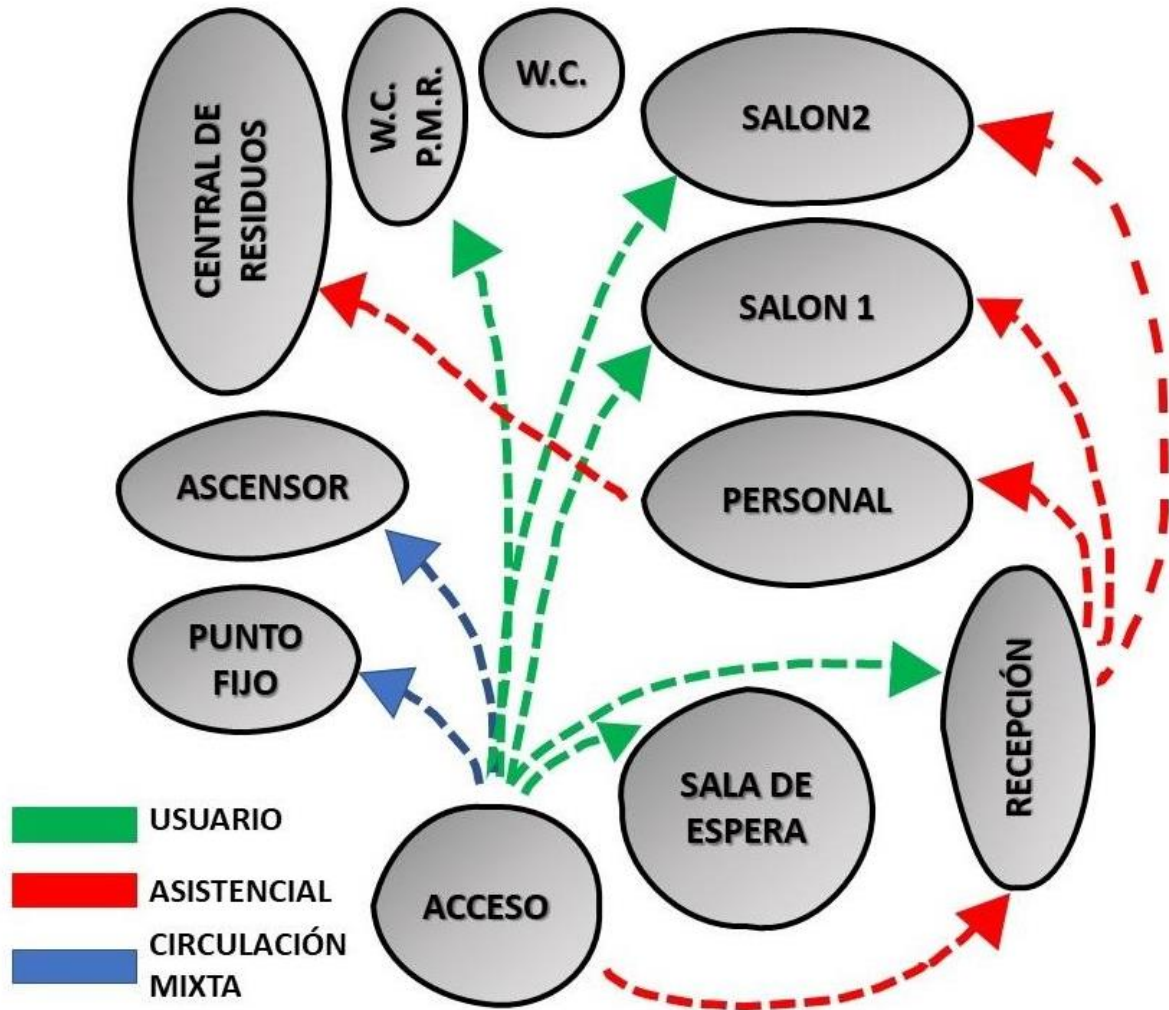 CENTRAL DE
RESIDUOS
W.C.
P.M.R.
W.C.
SALON2
SALON 1
ASCENSOR
PERSONAL
PUNTO
FIJO
RECEPCIÓN
SALA DE
ESPERA
ACCESO
USUARIO
ASISTENCIAL
CIRCULACIÓN
MIXTA